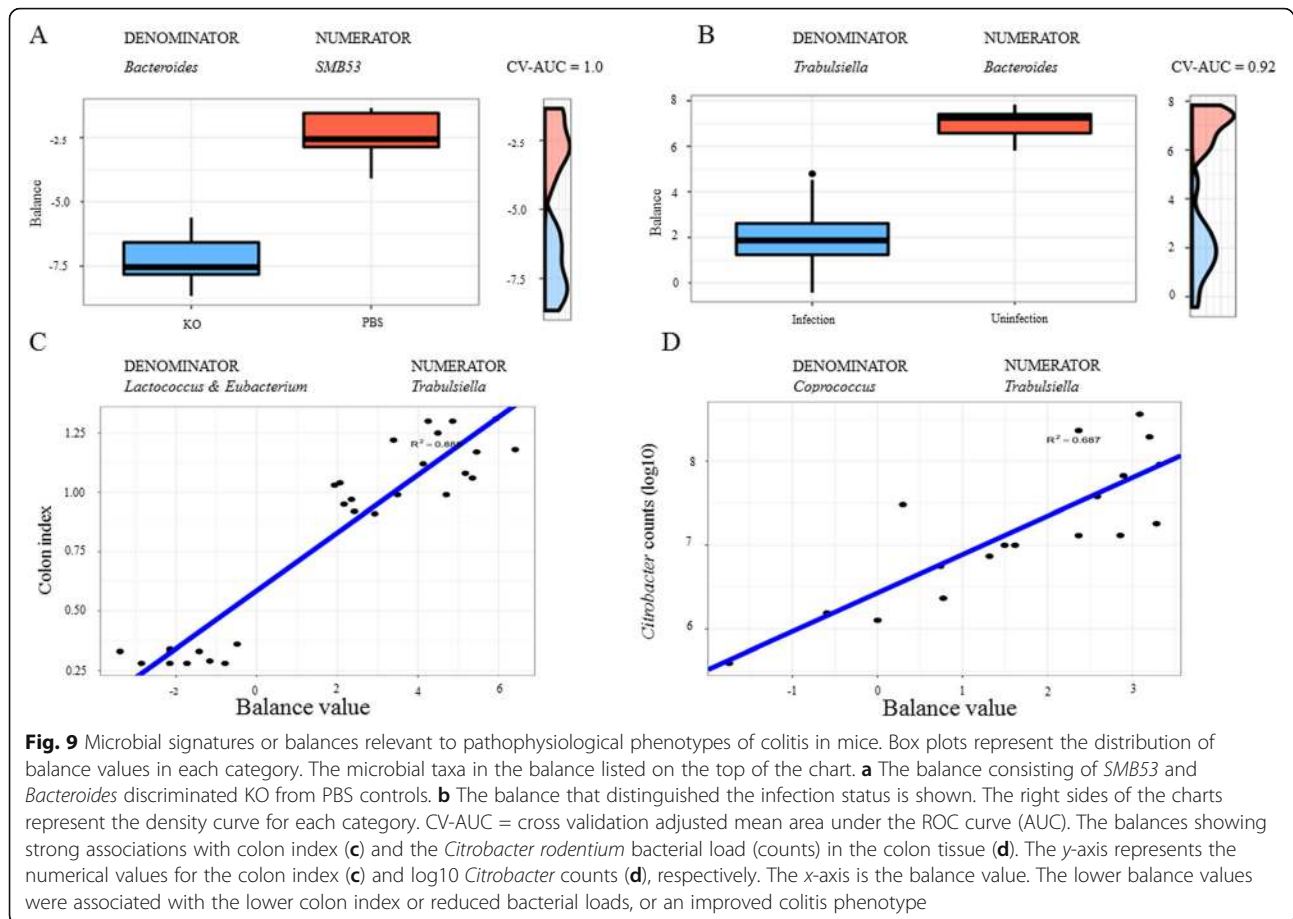 A
DENOMINATOR NUMERATOR
Bacteroides SMB53 CV-AUC = 1.0
Balance
-2.5
-5.0
-7.5
-2.5
-5.0
-7.5
KO PBS
B
DENOMINATOR NUMERATOR
Trabulsiella Bacteroides CV-AUC = 0.92
Balance
8
6
4
2
0
8
6
4
2
0
Infection Uninfection
C
DENOMINATOR NUMERATOR
Lactococcus & Eubacterium Trabulsiella
Colon index
1.25
1.00
0.75
0.50
0.25
-2 0 2 4 6
Balance value
D
DENOMINATOR NUMERATOR
Coprococcus Trabulsiella
Citrobacter counts (log10)
8
7
6
R² - 0.687
-1 0 1 2 3
Balance value
Fig. 9 Microbial signatures or balances relevant to pathophysiological phenotypes of colitis in mice. Box plots represent the distribution of
balance values in each category. The microbial taxa in the balance listed on the top of the chart. a The balance consisting of SMB53 and
Bacteroides discriminated KO from PBS controls. b The balance that distinguished the infection status is shown. The right sides of the charts
represent the density curve for each category. CV-AUC = cross validation adjusted mean area under the ROC curve (AUC). The balances showing
strong associations with colon index (c) and the Citrobacter rodentium bacterial load (counts) in the colon tissue (d). The y-axis represents the
numerical values for the colon index (c) and log10 Citrobacter counts (d), respectively. The x-axis is the balance value. The lower balance values
were associated with the lower colon index or reduced bacterial loads, or an improved colitis phenotype